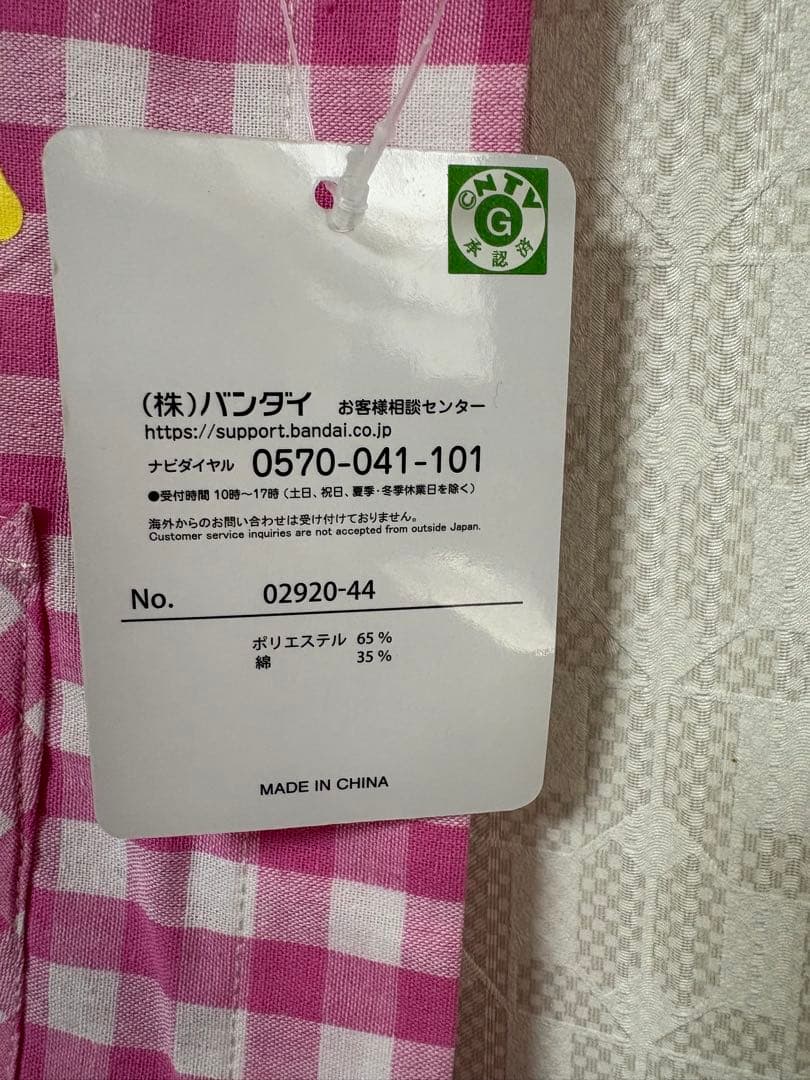 ©NTV
G
承認済
(株)バンダイ お客様相談センター
https://support.bandai.co.jp
ナビダイヤル 0570-041-101
●受付時間 10時～17時(土日、祝日、夏季・冬季休業日を除く)
海外からのお問い合わせは受け付けておりません。
Customer service inquiries are not accepted from outside Japan.
No. 02920-44
ポリエステル 65%
綿 35%
MADE IN CHINA